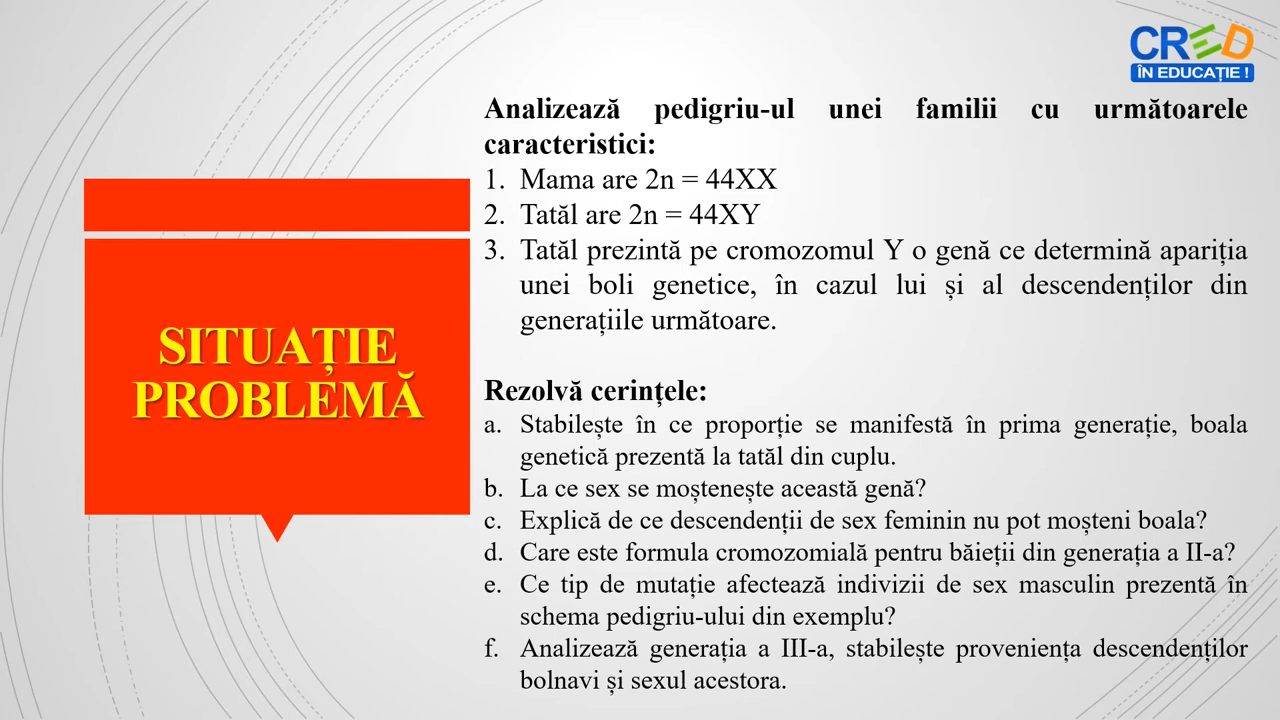 CRED
ÎN EDUCAȚIE !
SITUAȚIE
PROBLEMĂ
Analizează pedigriu-ul unei familii cu următoarele
caracteristici:
1. Mama are 2n = 44XX
2. Tatăl are 2n = 44XY
3. Tatăl prezintă pe cromozomul Y o genă ce determină apariția
unei boli genetice, în cazul lui și al descendenților din
generațiile următoare.
Rezolvă cerințele:
a. Stabilește în ce proporție se manifestă în prima generație, boala
genetică prezentă la tatăl din cuplu.
b. La ce sex se moștenește această genă?
c. Explică de ce descendenții de sex feminin nu pot moșteni boala?
d. Care este formula cromozomială pentru băieții din generația a II-a?
e. Ce tip de mutație afectează indivizii de sex masculin prezentă în
schema pedigriu-ului din exemplu?
f. Analizează generația a III-a, stabilește proveniența descendenților
bolnavi și sexul acestora.